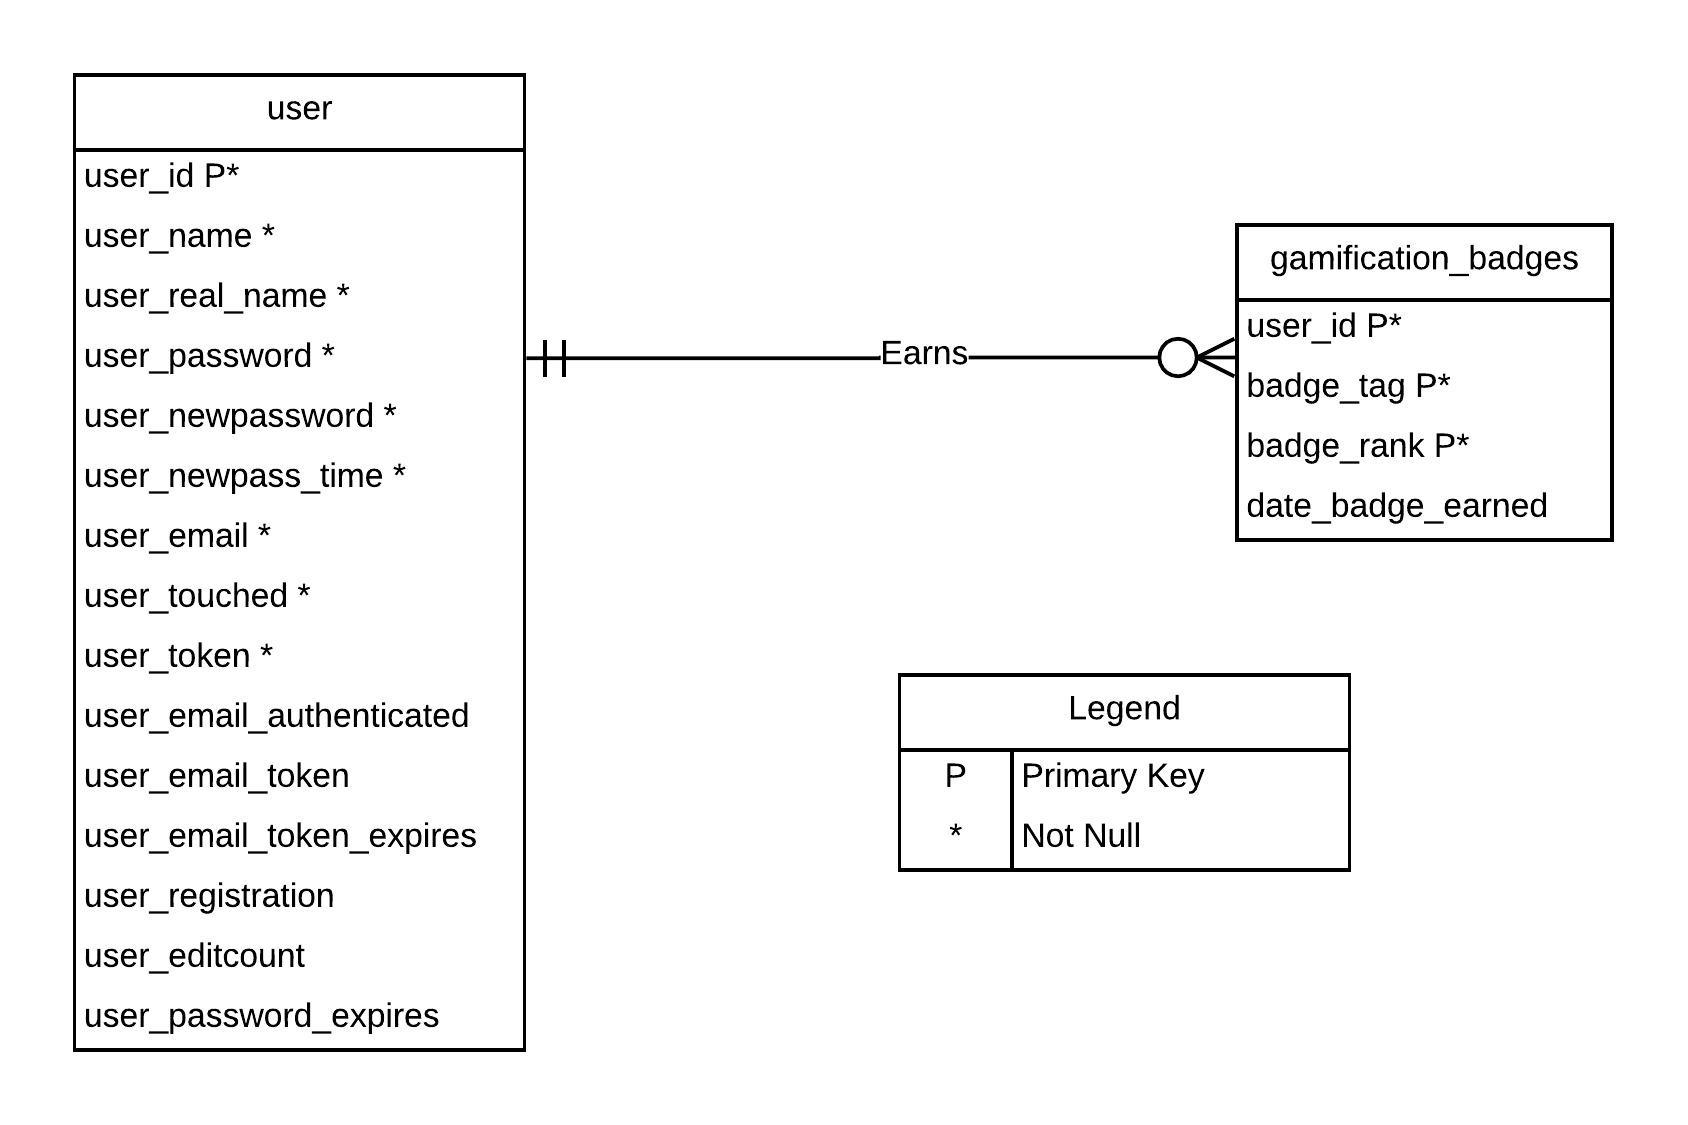 user
user_id P*
user_name *
user_real_name *
user_password *
user_newpassword *
user_newpass_time *
user_email *
user_touched *
user_token *
user_email_authenticated
user_email_token
user_email_token_expires
user_registration
user_editcount
user_password_expires
Earns
gamification_badges
user_id P*
badge_tag P*
badge_rank P*
date_badge_earned
Legend
P Primary Key
* Not Null